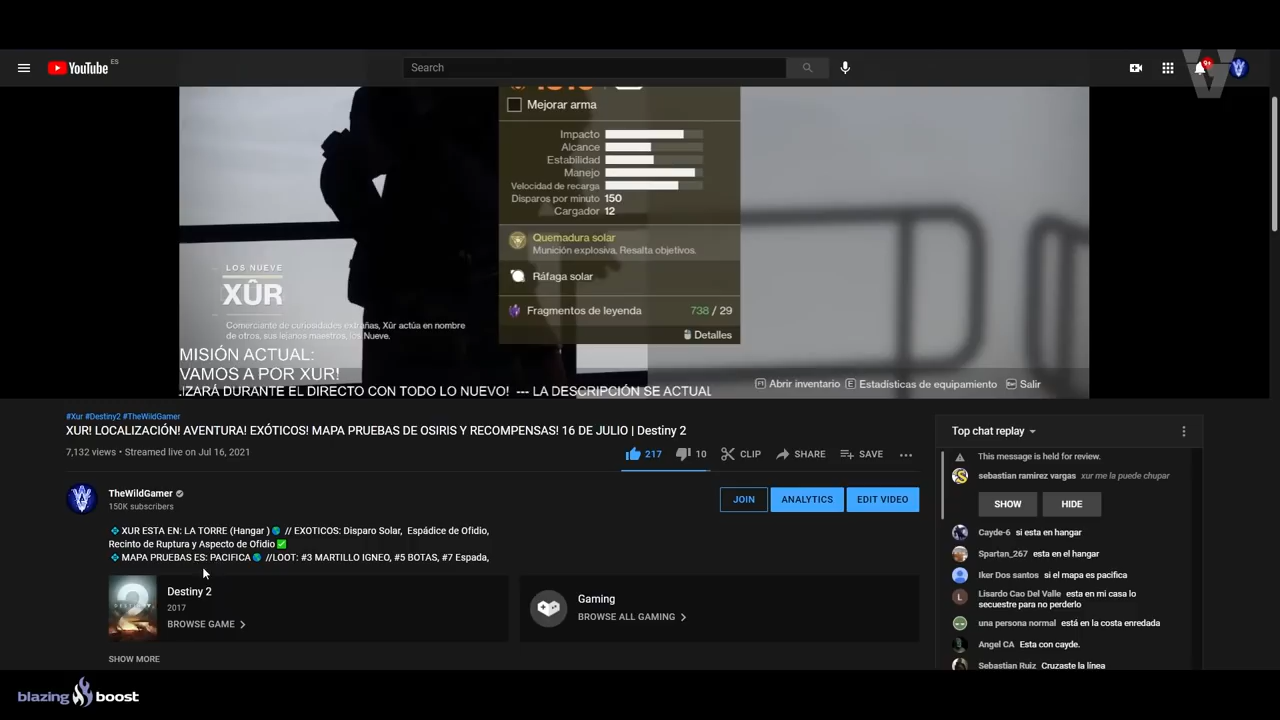 YouTube ES
Search
9+
Mejorar arma
Impacto
Alcance
Estabilidad
Manejo
Velocidad de recarga
Disparos por minuto 150
Cargador 12
Quemadura solar
Munición explosiva. Resalta objetivos.
Ráfaga solar
Fragmentos de leyenda 738 / 29
Detalles
LOS NUEVE
XÛR
Comerciante de curiosidades extrañas, Xûr actúa en nombre
de otros, sus lejanos maestros, los Nueve.
MISIÓN ACTUAL:
VAMOS A POR XUR!
LIZARÁ DURANTE EL DIRECTO CON TODO LO NUEVO! --- LA DESCRIPCIÓN SE ACTUAL
F1 Abrir inventario E Estadísticas de equipamiento Salir
#Xur #Destiny2 #TheWildGamer
XUR! LOCALIZACIÓN! AVENTURA! EXÓTICOS! MAPA PRUEBAS DE OSIRIS Y RECOMPENSAS! 16 DE JULIO | Destiny 2
7,132 views • Streamed live on Jul 16, 2021
217 10 CLIP SHARE SAVE ...
TheWildGamer
150K subscribers
JOIN ANALYTICS EDIT VIDEO
XUR ESTA EN: LA TORRE (Hangar ) // EXOTICOS: Disparo Solar, Espádice de Ofidio,
Recinto de Ruptura y Aspecto de Ofidio
MAPA PRUEBAS ES: PACIFICA //LOOT: #3 MARTILLO IGNEO, #5 BOTAS, #7 Espada,
DESTINY 2
Destiny 2
2017
BROWSE GAME
Gaming
BROWSE ALL GAMING
SHOW MORE
Top chat replay
This message is held for review.
sebastian ramirez vargas xur me la puede chupar
SHOW HIDE
Cayde-6 si esta en hangar
Spartan_267 esta en el hangar
Iker Dos santos si el mapa es pacifica
L Lisardo Cao Del Valle esta en mi casa lo
secuestre para no perderlo
una persona normal está en la costa enredada
Angel CA Esta con cayde.
Sebastian Ruiz Cruzaste la línea
blazing boost